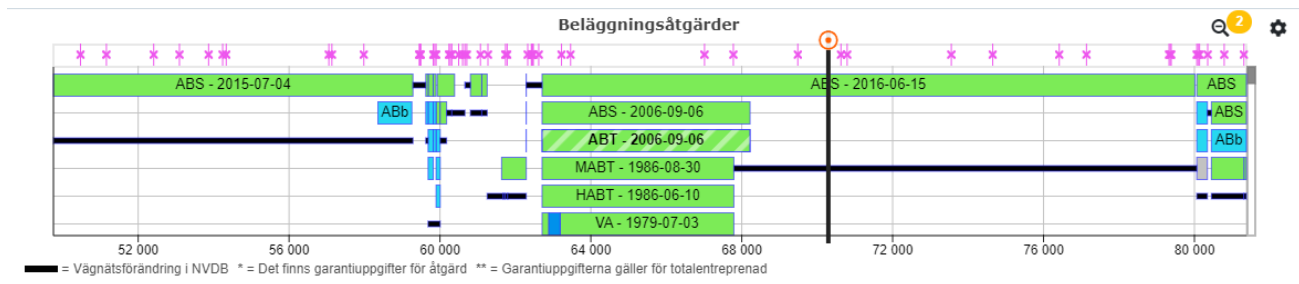 Beläggningsåtgärder
2
ABS - 2015-07-04
ABS - 2016-06-15
ABS
ABb
ABS - 2006-09-06
ABS
ABT - 2006-09-06
ABb
MABT - 1986-08-30
HABT - 1986-06-10
VA - 1979-07-03
52 000 56 000 60 000 64 000 68 000 72 000 76 000 80 000
= Vägnätsförändring i NVDB * = Det finns garantiuppgifter för åtgärd ** = Garantiuppgifterna gäller för totalentreprenad